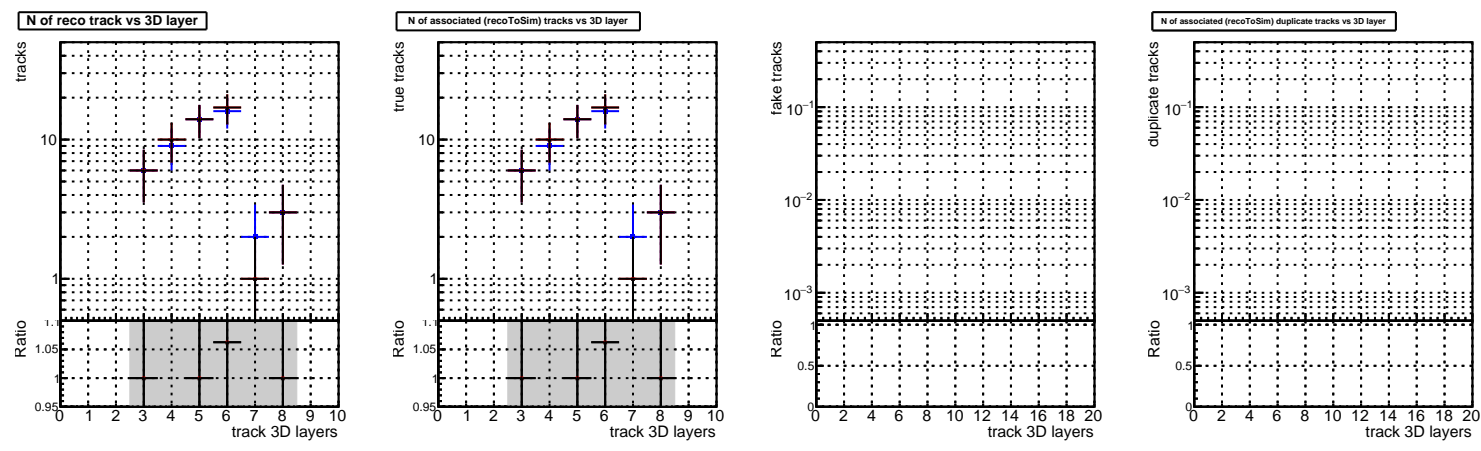 N of reco track vs 3D layer
tracks
10
1
Ratio
1.1
1.05
1
0.95
0 1 2 3 4 5 6 7 8 9 10
track 3D layers
N of associated (recoToSim) tracks vs 3D layer
true tracks
10
1
Ratio
1.1
1.05
1
0.95
0 1 2 3 4 5 6 7 8 9 10
track 3D layers
fake tracks
10−1
10−2
10−3
Ratio
1
0.5
0
0 2 4 6 8 10 12 14 16 18 20
track 3D layers
N of associated (recoToSim) duplicate tracks vs 3D layer
duplicate tracks
10−1
10−2
10−3
Ratio
1
0.5
0
0 2 4 6 8 10 12 14 16 18 20
track 3D layers